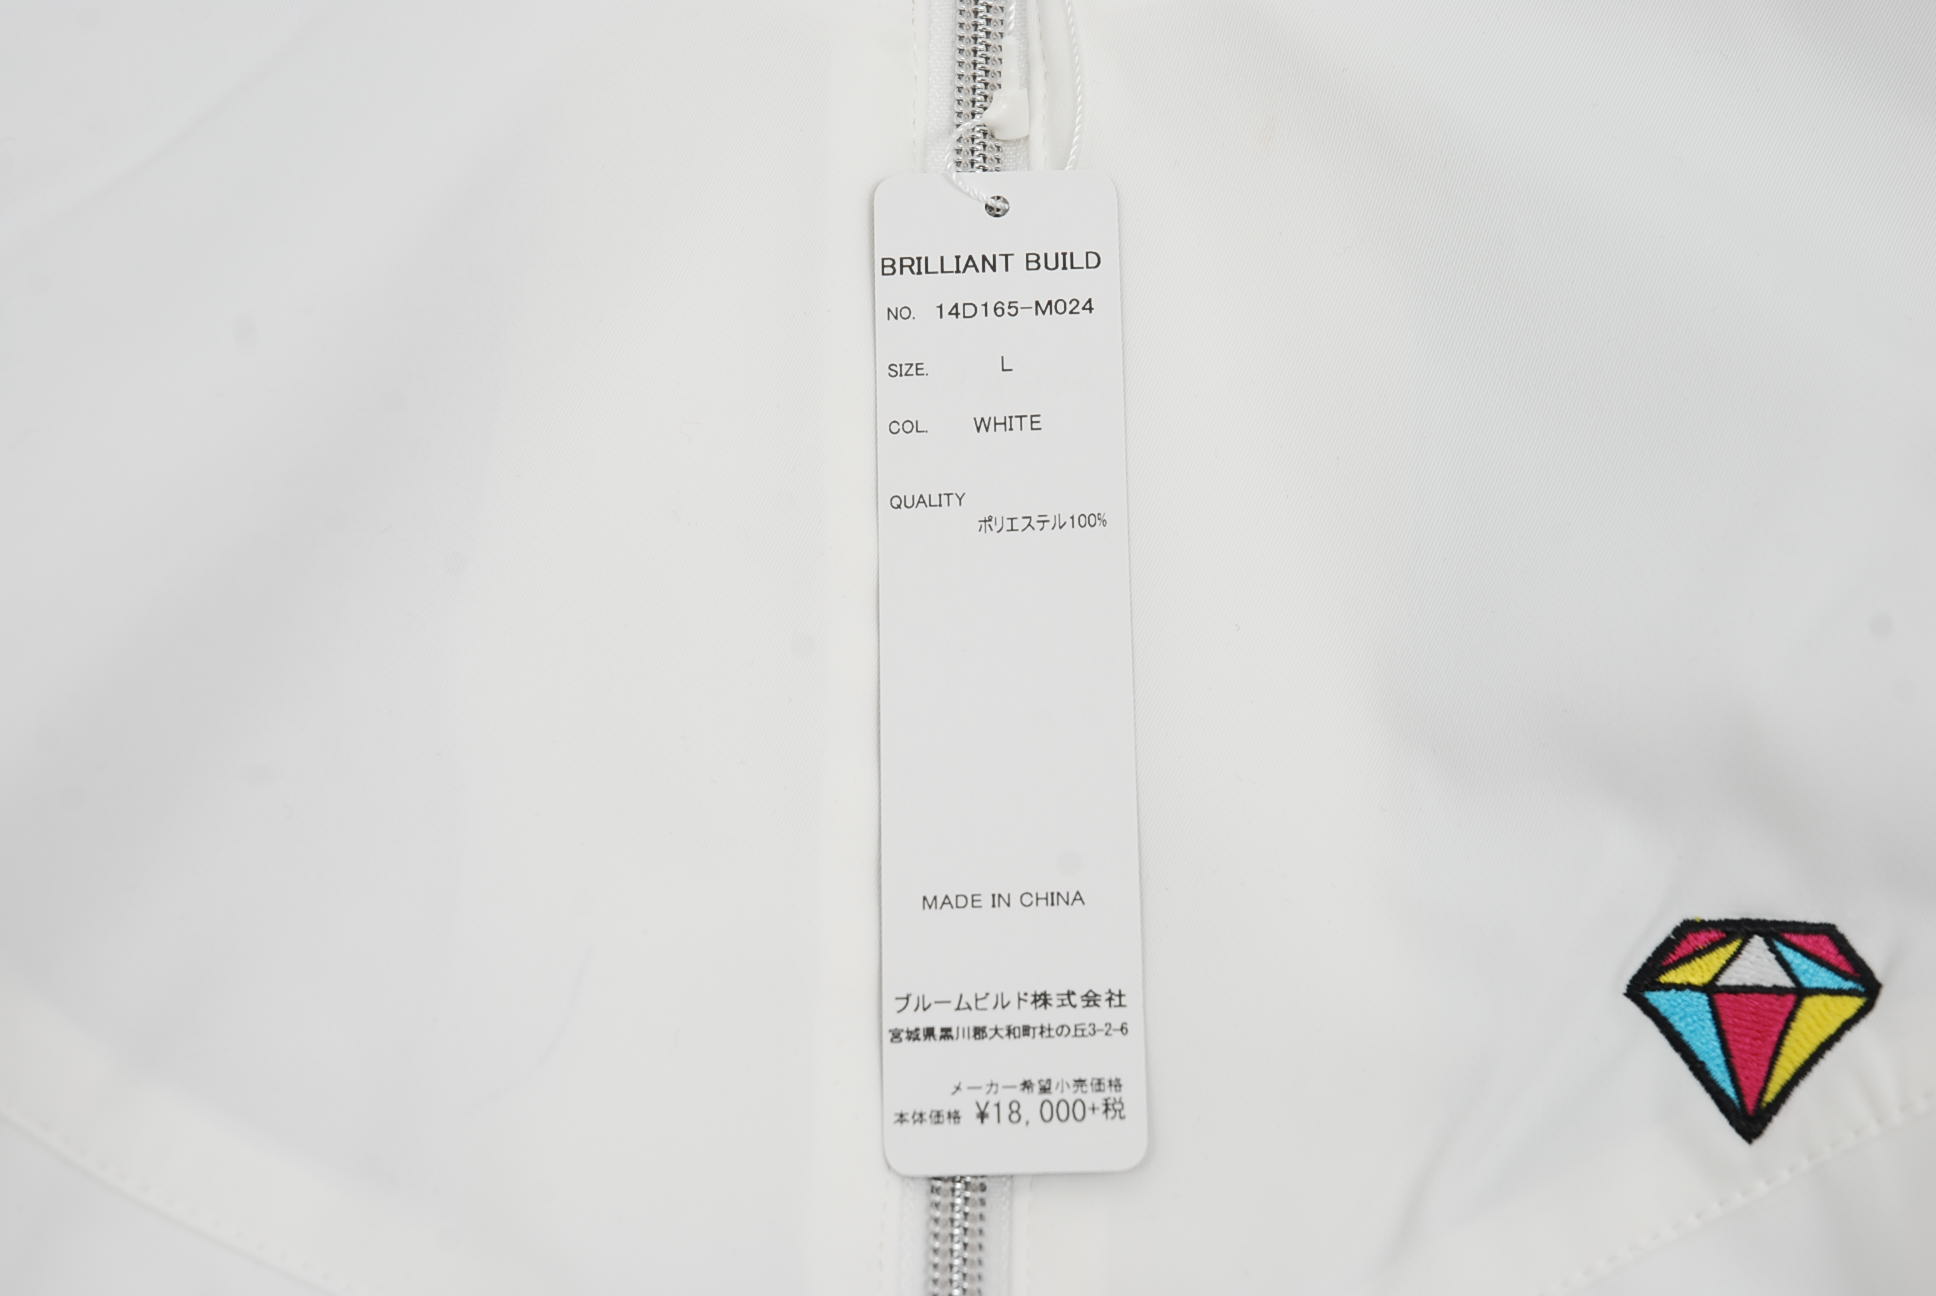 BRILLIANT BUILD
NO. 14D165-M024
SIZE. L
COL. WHITE
QUALITY
ポリエステル100%
MADE IN CHINA
ブルームビルド株式会社
宮城県黒川郡大和町杜の丘3-2-6
メーカー希望小売価格
本体価格 ¥18,000+税